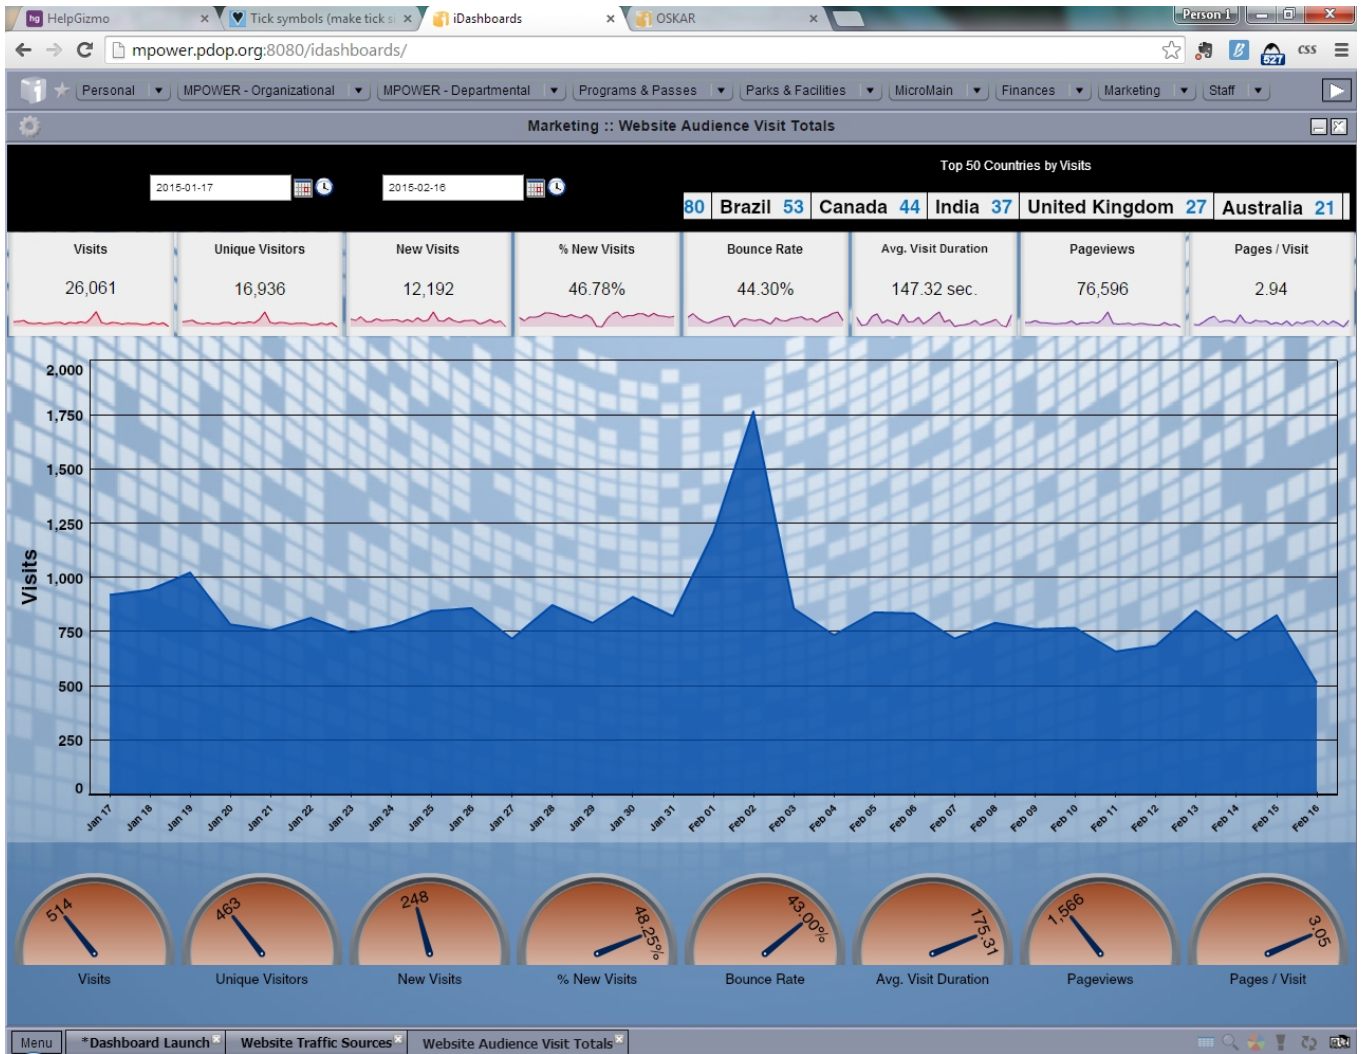 HelpGizmo
Tick symbols (make tick si
iDashboards
OSKAR
Person 1
mpower.pdop.org:8080/idashboards/
527
css
Personal
MPOWER - Organizational
MPOWER - Departmental
Programs & Passes
Parks & Facilities
MicroMain
Finances
Marketing
Staff
Marketing :: Website Audience Visit Totals
2015-01-17
2015-02-16
Top 50 Countries by Visits
80 Brazil 53 Canada 44 India 37 United Kingdom 27 Australia 21
Visits
26,061
Unique Visitors
16,936
New Visits
12,192
% New Visits
46.78%
Bounce Rate
44.30%
Avg. Visit Duration
147.32 sec.
Pageviews
76,596
Pages / Visit
2.94
Visits
2,000
1,750
1,500
1,250
1,000
750
500
250
0
Jan 17
Jan 18
Jan 19
Jan 20
Jan 21
Jan 22
Jan 23
Jan 24
Jan 25
Jan 26
Jan 27
Jan 28
Jan 29
Jan 30
Jan 31
Feb 01
Feb 02
Feb 03
Feb 04
Feb 05
Feb 06
Feb 07
Feb 08
Feb 09
Feb 10
Feb 11
Feb 12
Feb 13
Feb 14
Feb 15
Feb 16
514
Visits
463
Unique Visitors
248
New Visits
48.25%
% New Visits
43.00%
Bounce Rate
175.31
Avg. Visit Duration
1,566
Pageviews
3.05
Pages / Visit
Menu
*Dashboard Launch
Website Traffic Sources
Website Audience Visit Totals